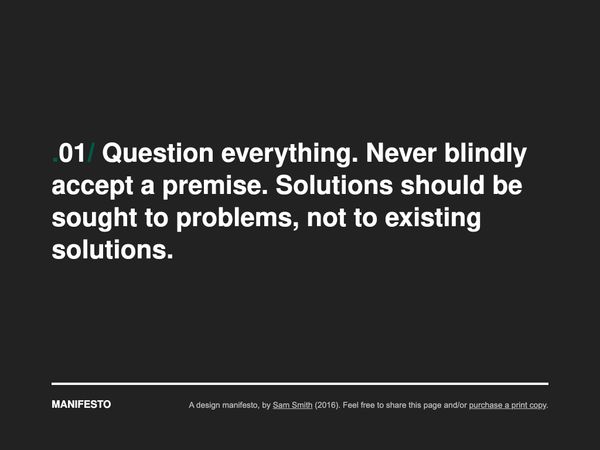 .01/ Question everything. Never blindly
accept a premise. Solutions should be
sought to problems, not to existing
solutions.
MANIFESTO
A design manifesto, by Sam Smith (2016). Feel free to share this page and/or purchase a print copy.